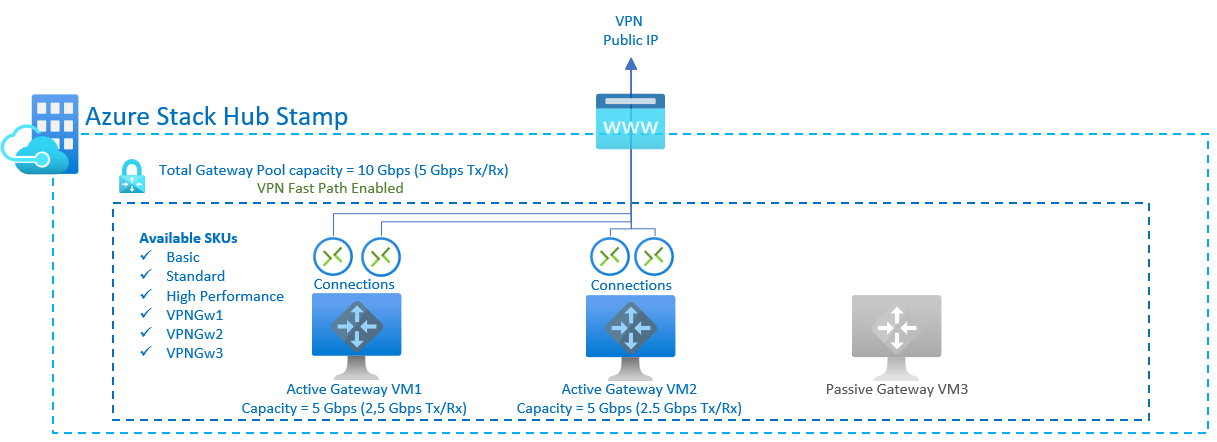 VPN
Public IP
WWW
Azure Stack Hub Stamp
Total Gateway Pool capacity = 10 Gbps (5 Gbps Tx/Rx)
VPN Fast Path Enabled
Available SKUs
✓ Basic
✓ Standard
✓ High Performance
✓ VPNGw1
✓ VPNGw2
✓ VPNGw3
Connections
Connections
Active Gateway VM1
Capacity = 5 Gbps (2,5 Gbps Tx/Rx)
Active Gateway VM2
Capacity = 5 Gbps (2.5 Gbps Tx/Rx)
Passive Gateway VM3